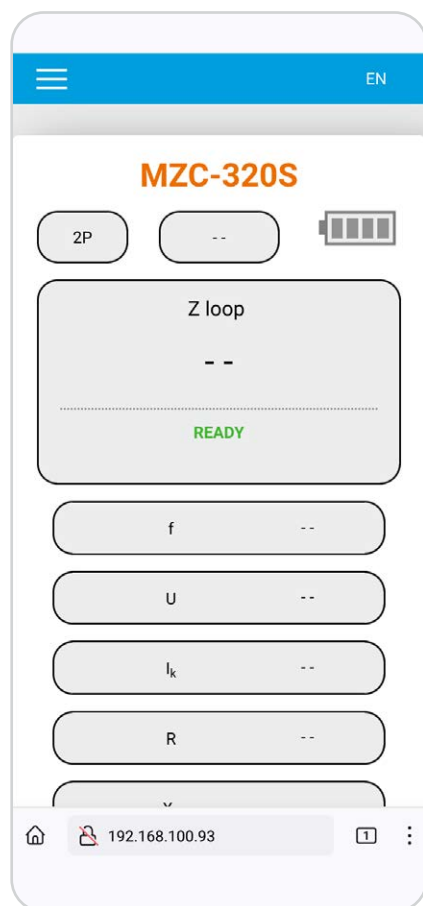 EN
MZC-320S
2P
--
Z loop
--
READY
f --
U --
Ik --
R --
192.168.100.93
1